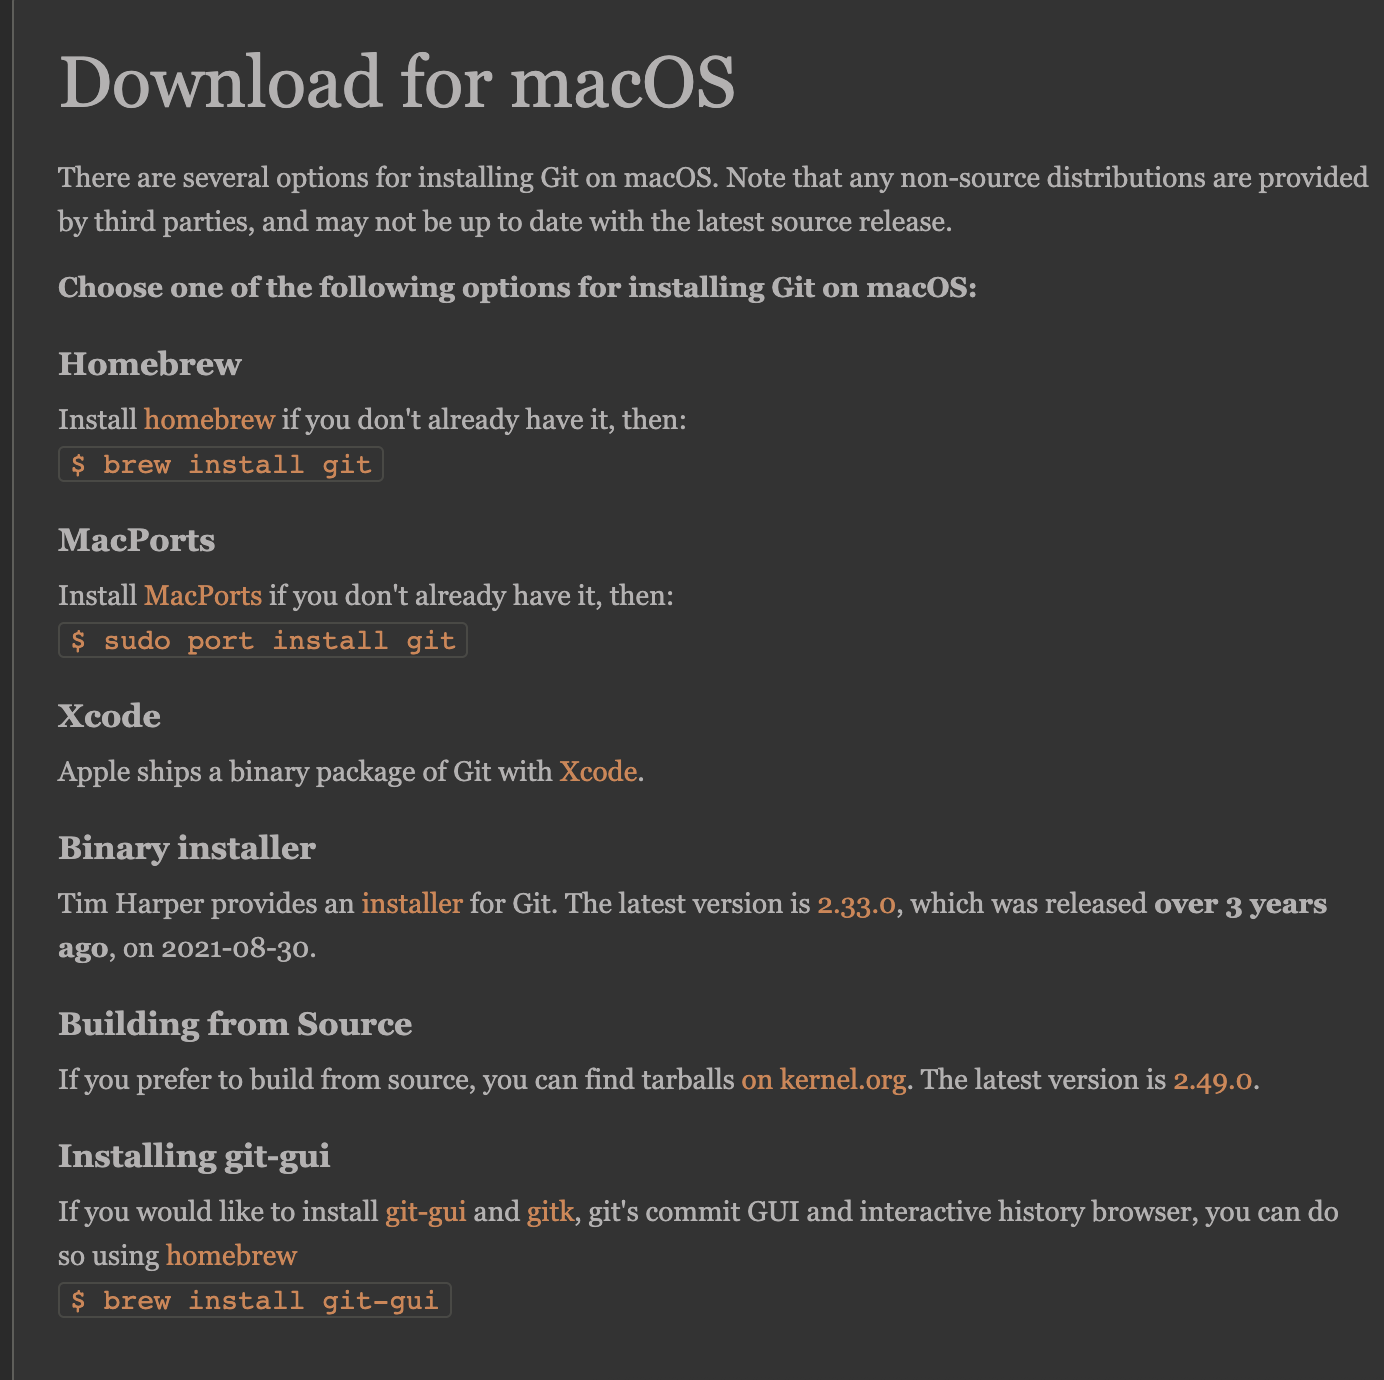 Download for macOS
There are several options for installing Git on macOS. Note that any non-source distributions are provided
by third parties, and may not be up to date with the latest source release.
Choose one of the following options for installing Git on macOS:
Homebrew
Install homebrew if you don't already have it, then:
$ brew install git
MacPorts
Install MacPorts if you don't already have it, then:
$ sudo port install git
Xcode
Apple ships a binary package of Git with Xcode.
Binary installer
Tim Harper provides an installer for Git. The latest version is 2.33.0, which was released over 3 years
ago, on 2021-08-30.
Building from Source
If you prefer to build from source, you can find tarballs on kernel.org. The latest version is 2.49.0.
Installing git-gui
If you would like to install git-gui and gitk, git's commit GUI and interactive history browser, you can do
so using homebrew
$ brew install git-gui